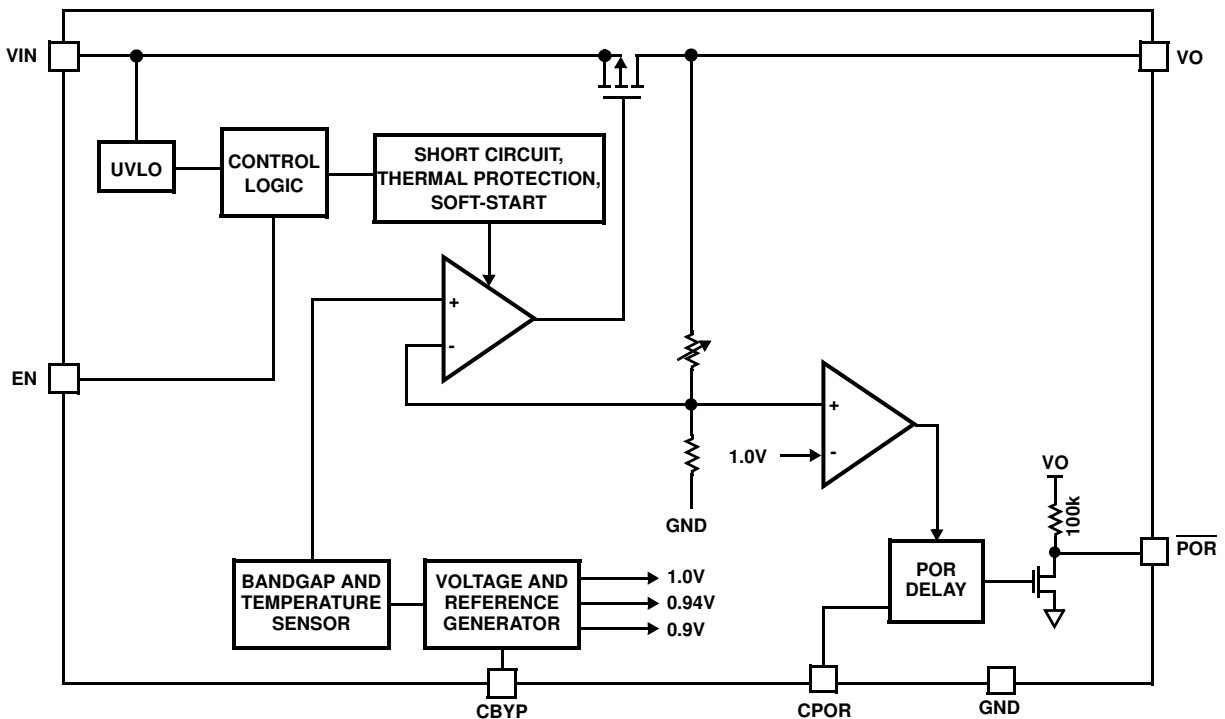 VIN
VO
UVLO
CONTROL
LOGIC
SHORT CIRCUIT,
THERMAL PROTECTION,
SOFT-START
+
-
EN
+
1.0V
-
GND
VO
100k
POR
POR
DELAY
BANDGAP AND
TEMPERATURE
SENSOR
VOLTAGE AND
REFERENCE
GENERATOR
1.0V
0.94V
0.9V
CBYP
CPOR
GND